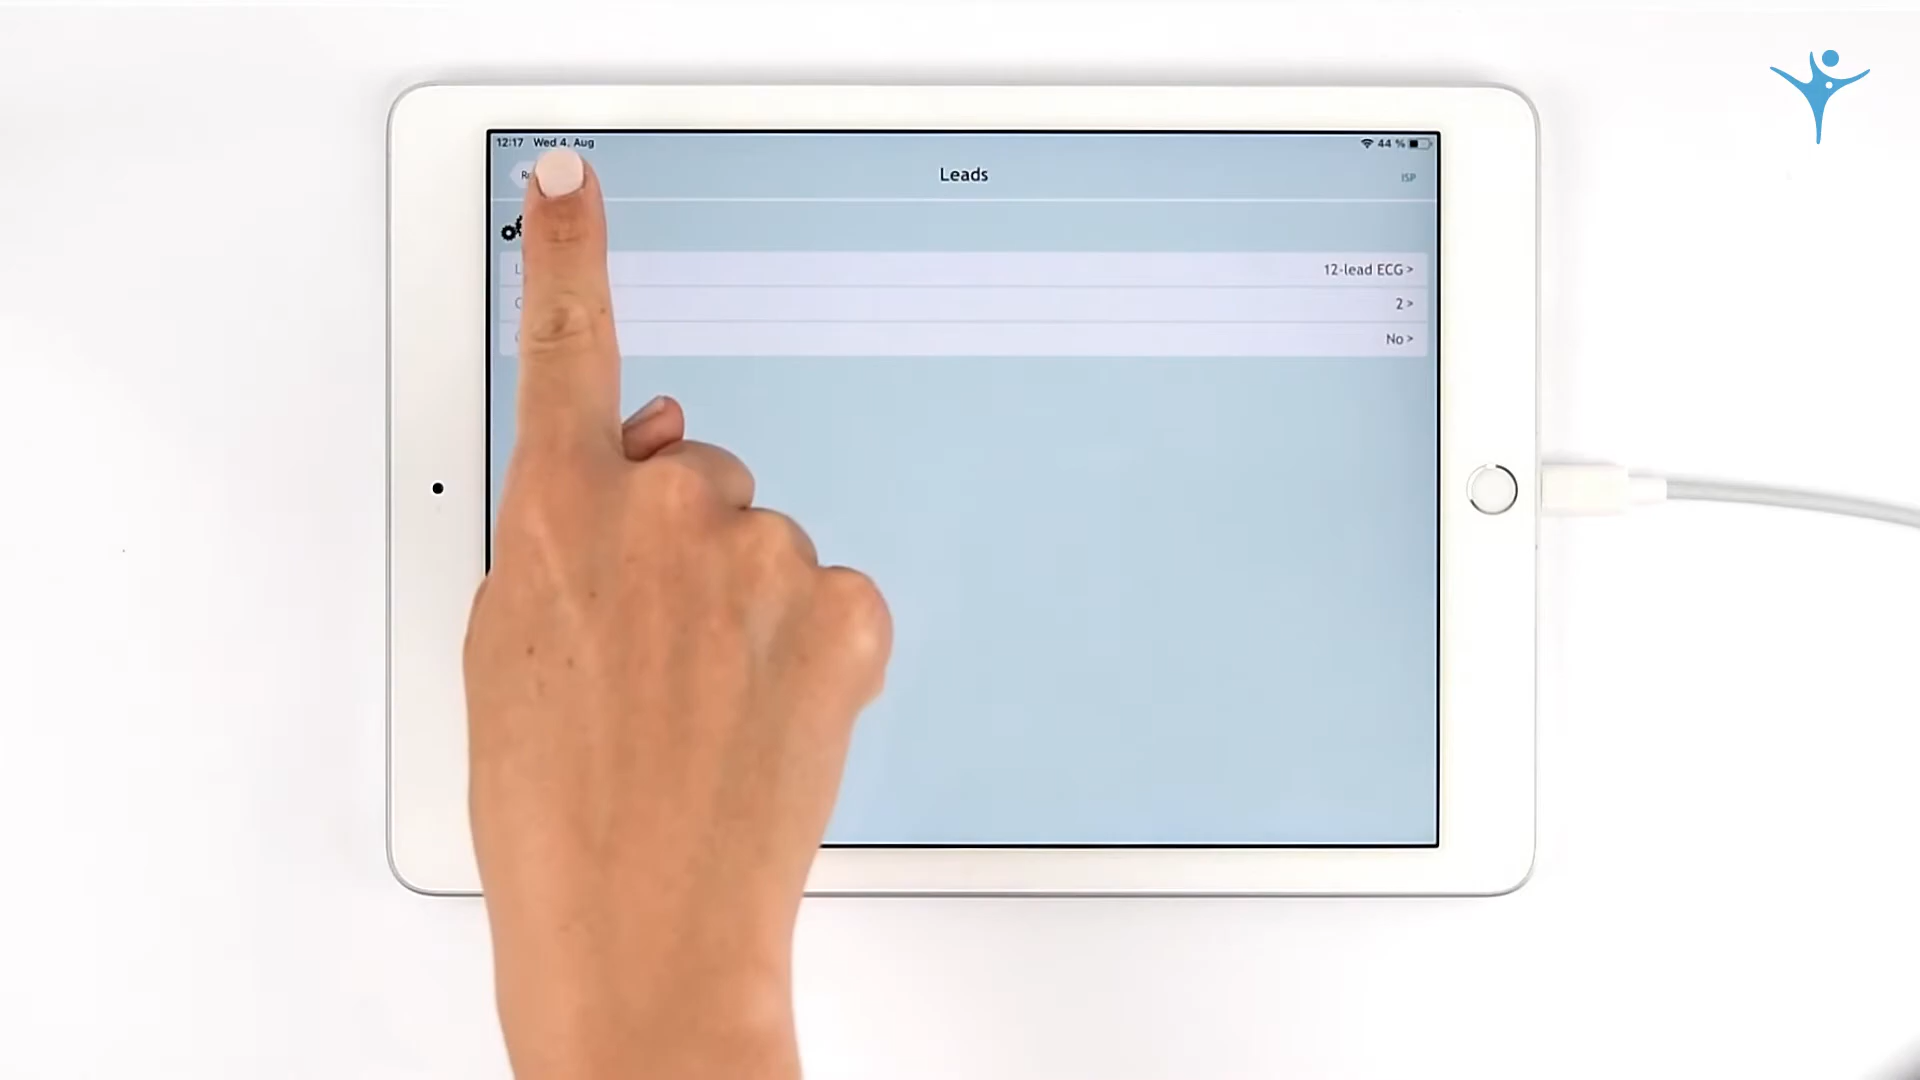 12:17 Wed 4. Aug
44 %
Leads
ISP
12-lead ECG >
2 >
No >